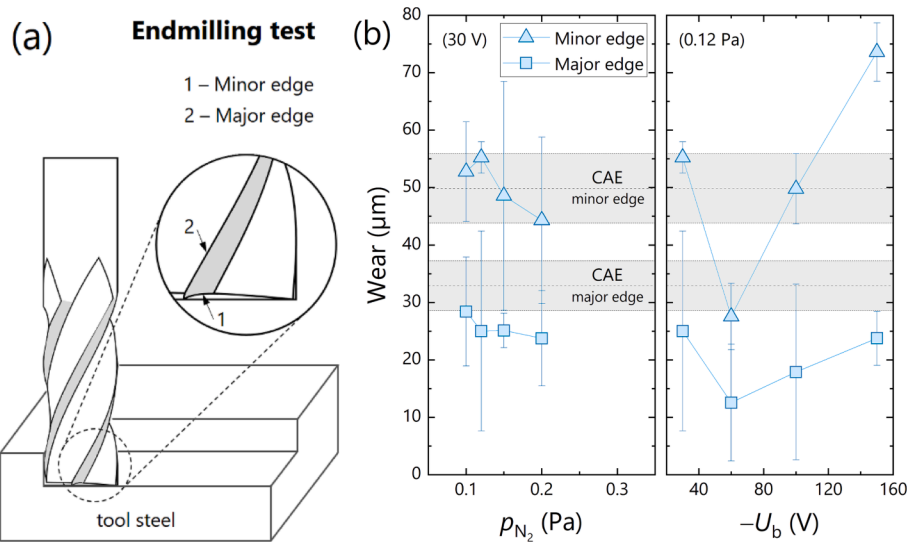 (a)
Endmilling test
1 – Minor edge
2 – Major edge
2
1
tool steel
(b)
(30 V)
Minor edge
Major edge
(0.12 Pa)
CAE
minor edge
CAE
major edge
Wear (µm)
80
70
60
50
40
30
20
10
0
0.1
0.2
0.3
40
80
120
160
p_N₂ (Pa)
−U_b (V)